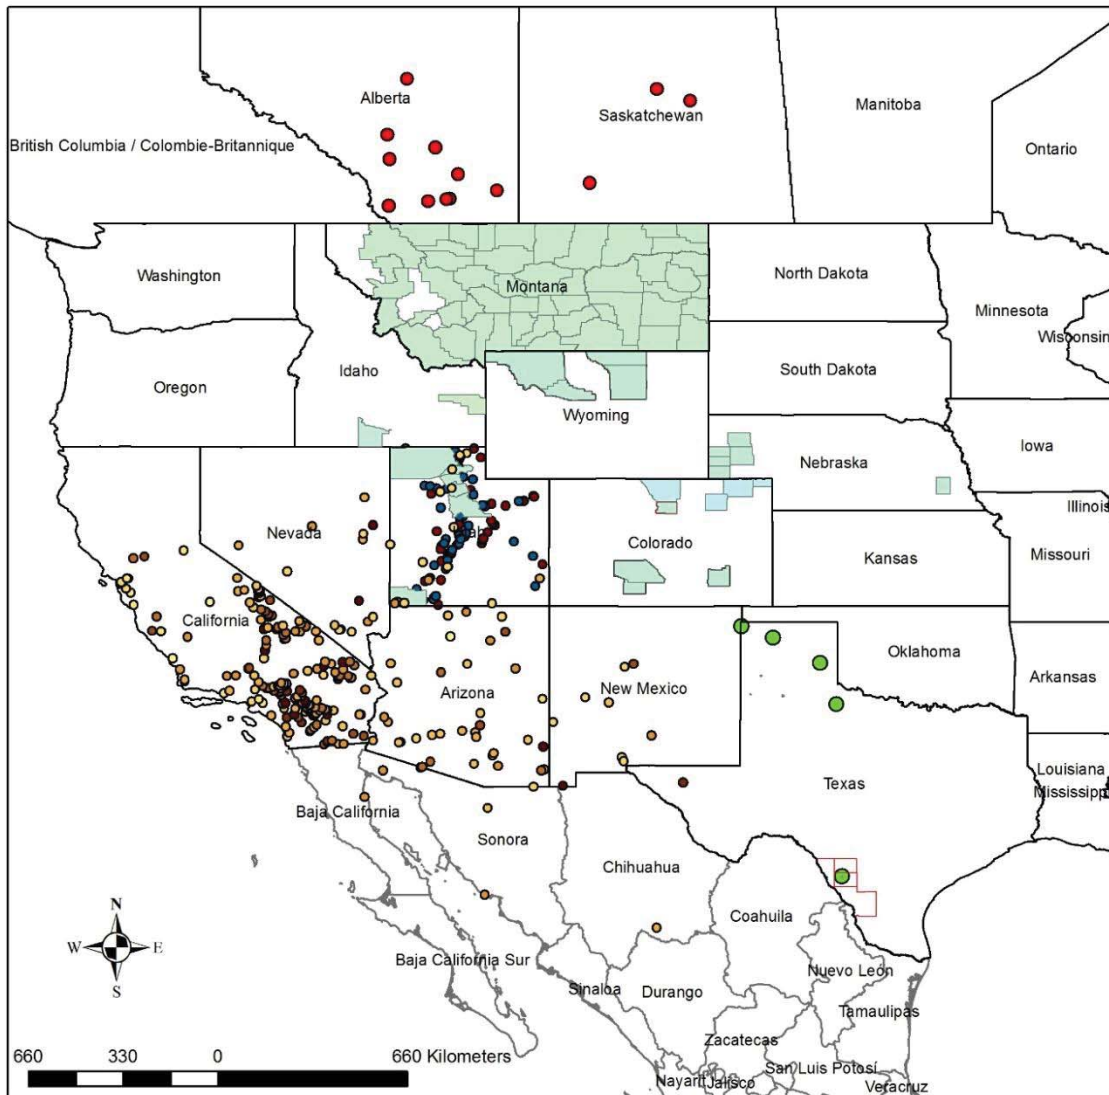 Alberta
Saskatchewan
Manitoba
British Columbia / Colombie-Britannique
Ontario
Washington
Montana
North Dakota
Minnesota
Wisconsin
Oregon
Idaho
South Dakota
Wyoming
Iowa
Nebraska
Illinois
Nevada
Colorado
Kansas
Missouri
California
Arizona
New Mexico
Oklahoma
Arkansas
Texas
Louisiana
Mississipp
Baja California
Sonora
Chihuahua
Coahuila
N
W
E
S
Baja California Sur
Sinaloa
Durango
Nuevo León
Tamaulipas
Zacatecas
San Luis Potosí
Nayarit
Jalisco
Veracruz
660 330 0 660 Kilometers